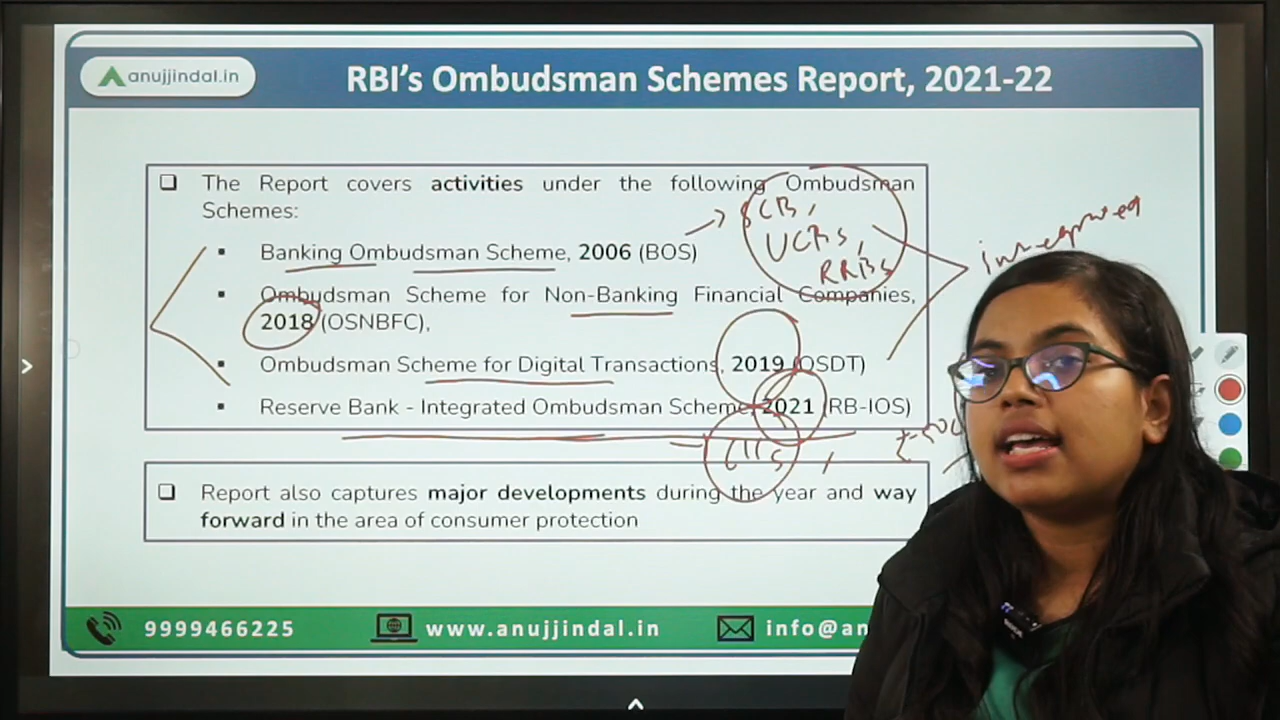 anujjindal.in
RBI's Ombudsman Schemes Report, 2021-22
The Report covers activities under the following Ombudsman
Schemes:
Banking Ombudsman Scheme, 2006 (BOS)
SCB,
UCBs,
RRBs
integrated
Ombudsman Scheme for Non-Banking Financial Companies,
2018 (OSNBFC),
Ombudsman Scheme for Digital Transactions, 2019 (OSDT)
Reserve Bank - Integrated Ombudsman Scheme, 2021 (RB-IOS)
Report also captures major developments during the year and way
forward in the area of consumer protection
9999466225
www.anujjindal.in
info@an